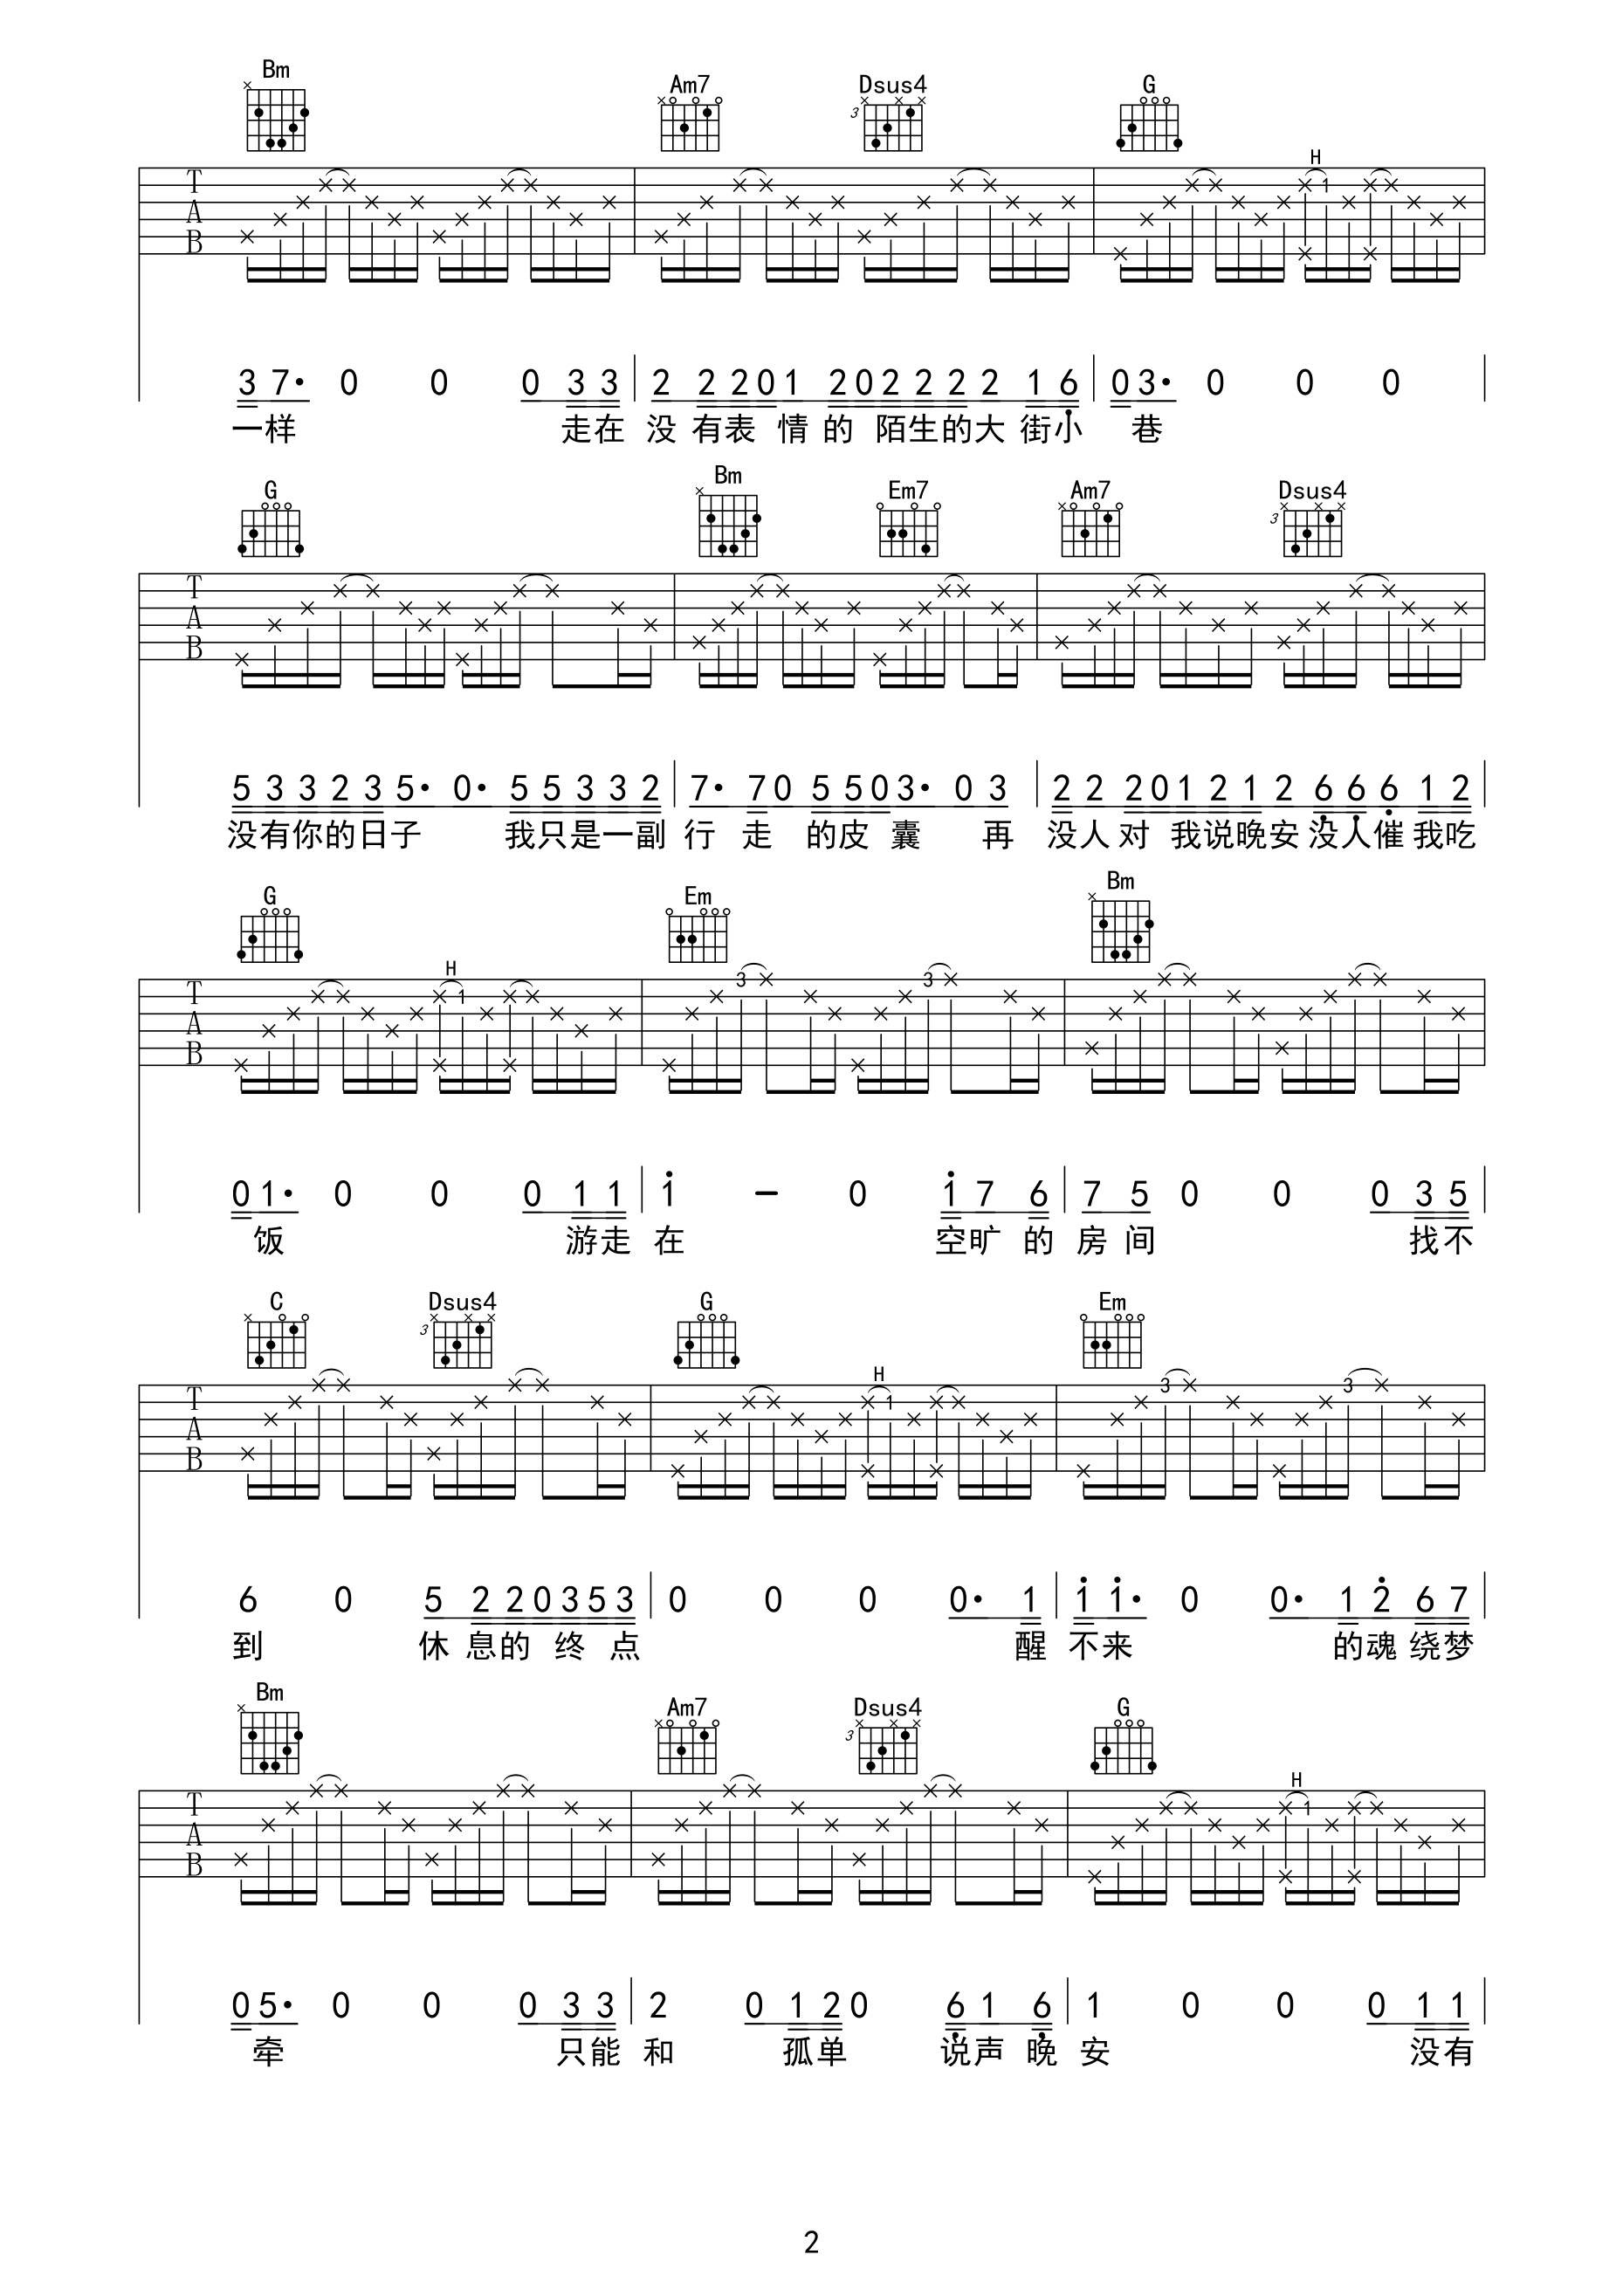 Bm Am7 Dsus4 G
3 3
H
T A B 1
3 7· 0 0 0 3 3 2 2 2 0 1 2 0 2 2 2 2 1 6 0 3· 0 0 0
一样 走在 没 有表 情 的 陌生的大 街小 巷
G Bm Em7 Am7 Dsus4
3
T A B
5 3 3 2 3 5· 0· 5 5 3 3 2 7· 7 0 5 5 0 3· 0 3 2 2 2 0 1 2 1 2 6 6 6 1 2
没有你的日子 我只是一副 行 走 的皮 囊 再 没人 对 我说晚安 没人催 我吃
G Em Bm
H
T A B 1 3 3
0 1· 0 0 0 1 1 1 – 0 1 7 6 7 5 0 0 0 3 5
饭 游走 在 空旷 的 房 间 找不
C Dsus4 G Em
3 H
T A B 1 3 3
6 0 5 2 2 0 3 5 3 0 0 0 0· 1 1 1· 0 0· 1 2 6 7
到 休 息的 终 点 醒 不来 的魂 绕梦
Bm Am7 Dsus4 G
3 H
T A B 1
0 5· 0 0 0 3 3 2 0 1 2 0 6 1 6 1 0 0 0 1 1
牵 只能 和 孤单 说声 晚 安 没有
2